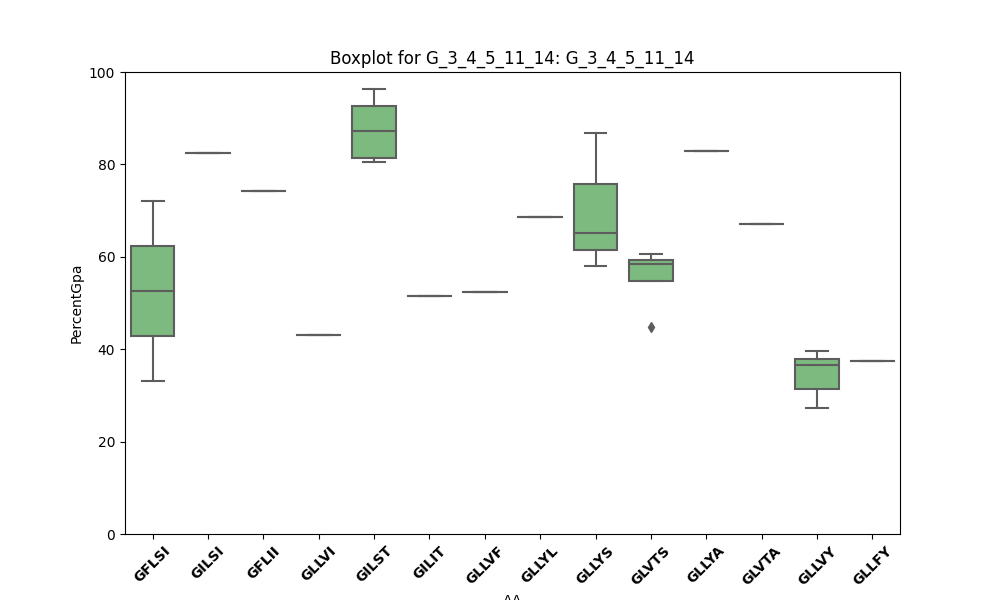 Boxplot for G_3_4_5_11_14: G_3_4_5_11_14
100
80
60
40
20
0
PercentGpa
GFLSI
GILSI
GFLII
GLLVI
GILST
GILIT
GLLVF
GLLYL
GLLYS
GLVTS
GLLYA
GLVTA
GLLVY
GLLFY
AA